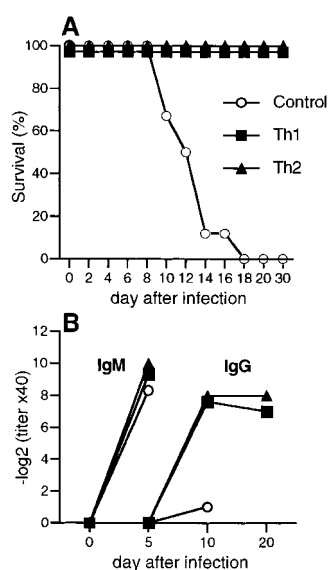 A
100
80
60
40
20
0
Survival (%)
Control
Th1
Th2
0 2 4 6 8 10 12 14 16 18 20 30
day after infection
B
12
10
8
6
4
2
0
-log2 (titer x40)
IgM
IgG
0 5 10 20
day after infection